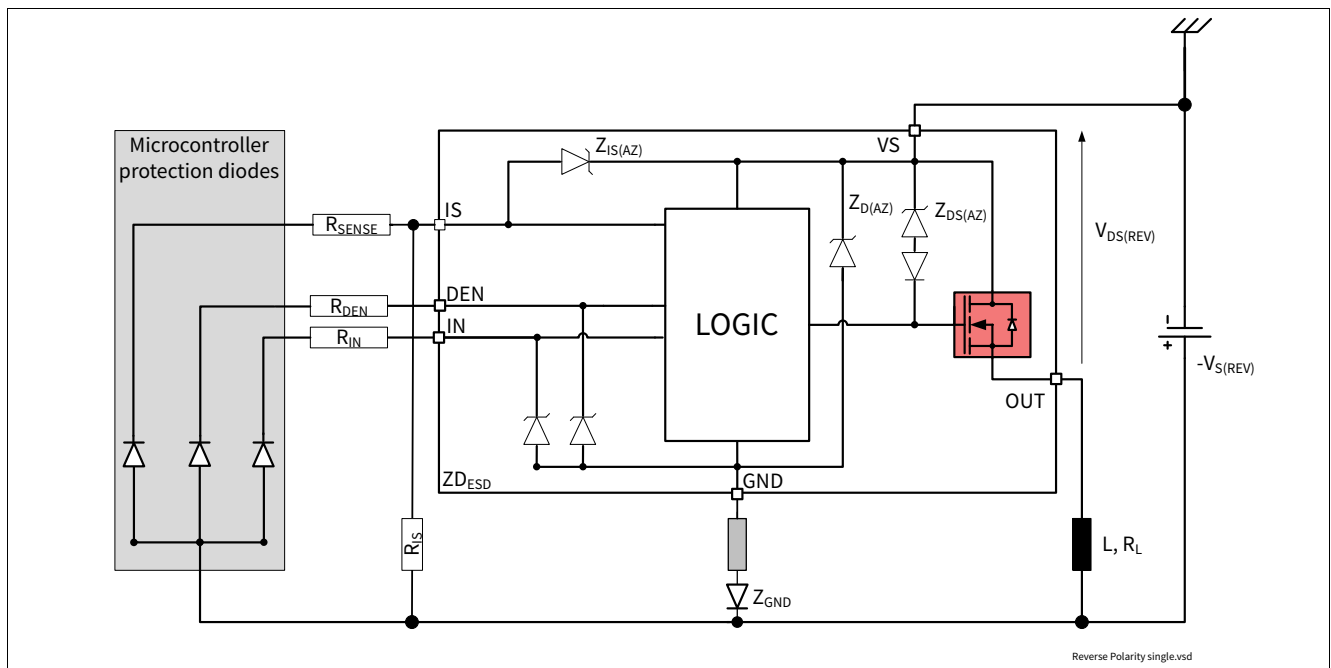 Microcontroller
protection diodes
Z_IS(AZ)
VS
IS
R_SENSE
Z_D(AZ)
Z_DS(AZ)
V_DS(REV)
DEN
R_DEN
IN
R_IN
LOGIC
-
+
-V_S(REV)
OUT
ZD_ESD
GND
R_IS
L, R_L
Z_GND
Reverse Polarity single.vsd